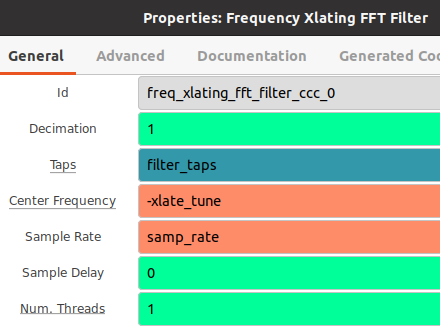 Properties: Frequency Xlating FFT Filter
General Advanced Documentation Generated Co
Id freq_xlating_fft_filter_ccc_0
Decimation 1
Taps filter_taps
Center Frequency -xlate_tune
Sample Rate samp_rate
Sample Delay 0
Num. Threads 1